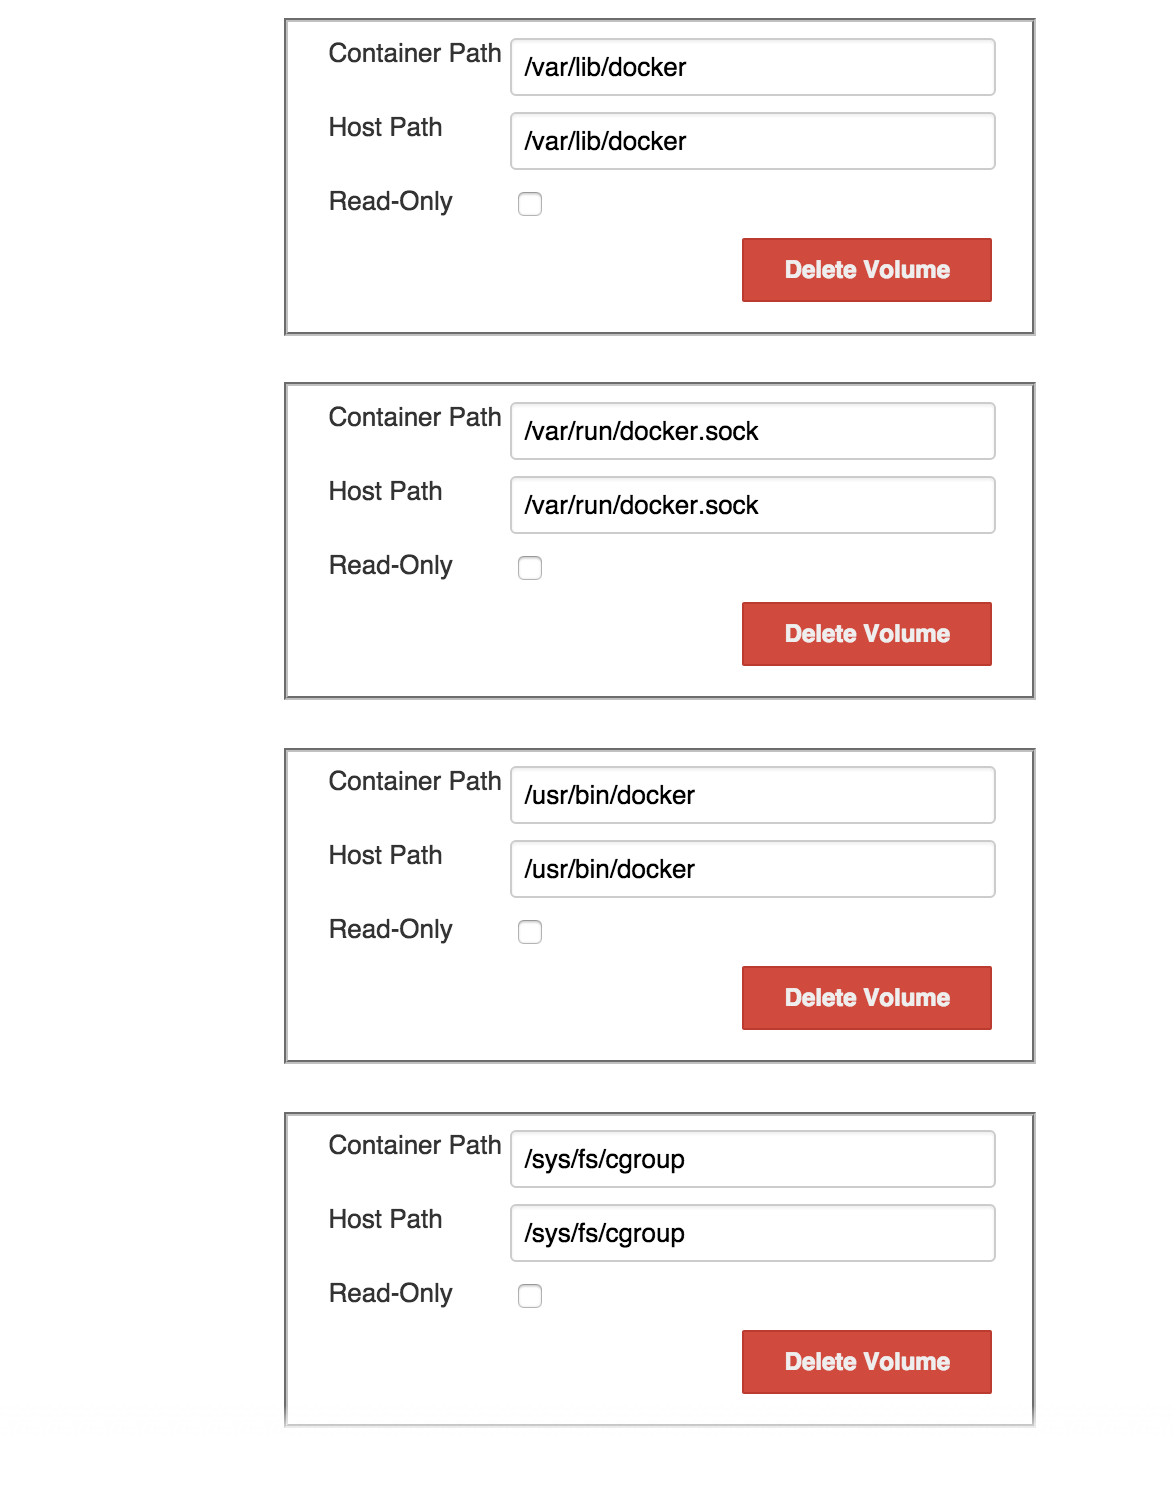 Container Path /var/lib/docker
Host Path /var/lib/docker
Read-Only
Delete Volume
Container Path /var/run/docker.sock
Host Path /var/run/docker.sock
Read-Only
Delete Volume
Container Path /usr/bin/docker
Host Path /usr/bin/docker
Read-Only
Delete Volume
Container Path /sys/fs/cgroup
Host Path /sys/fs/cgroup
Read-Only
Delete Volume